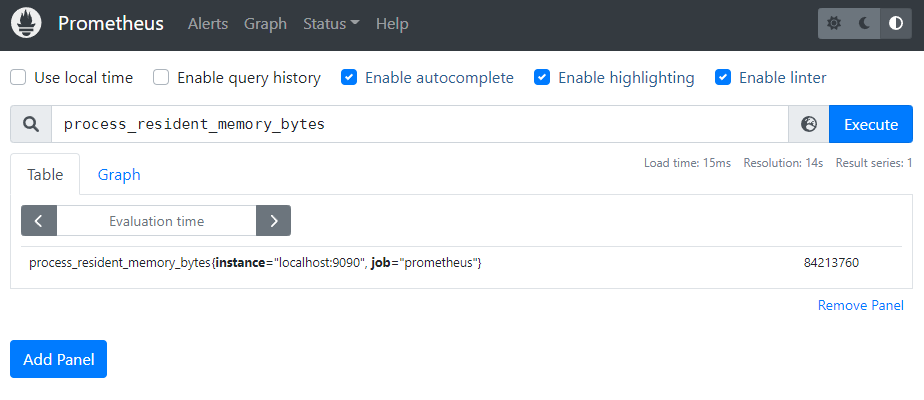 Prometheus Alerts Graph Status Help
Use local time Enable query history Enable autocomplete Enable highlighting Enable linter
process_resident_memory_bytes Execute
Load time: 15ms Resolution: 14s Result series: 1
Table Graph
Evaluation time
process_resident_memory_bytes{instance="localhost:9090", job="prometheus"} 84213760
Remove Panel
Add Panel